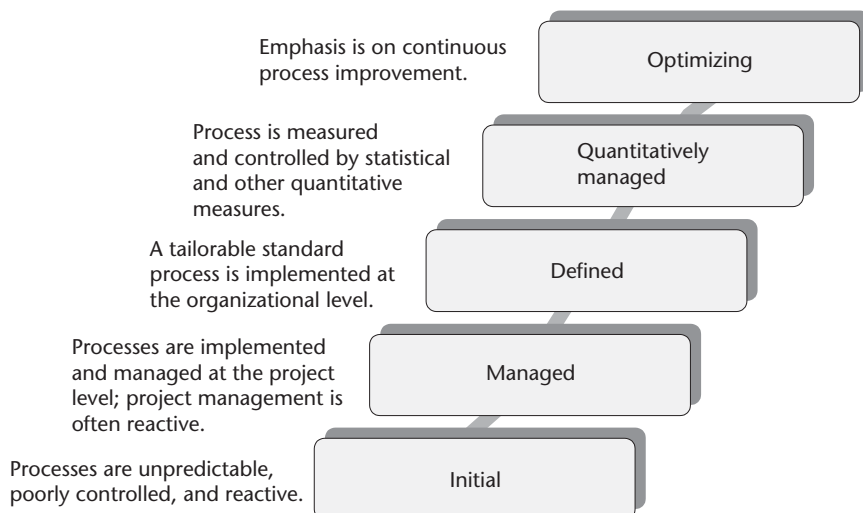 Emphasis is on continuous
process improvement.
Optimizing
Process is measured
and controlled by statistical
and other quantitative
measures.
Quantitatively
managed
A tailorable standard
process is implemented at
the organizational level.
Defined
Processes are implemented
and managed at the project
level; project management is
often reactive.
Managed
Processes are unpredictable,
poorly controlled, and reactive.
Initial